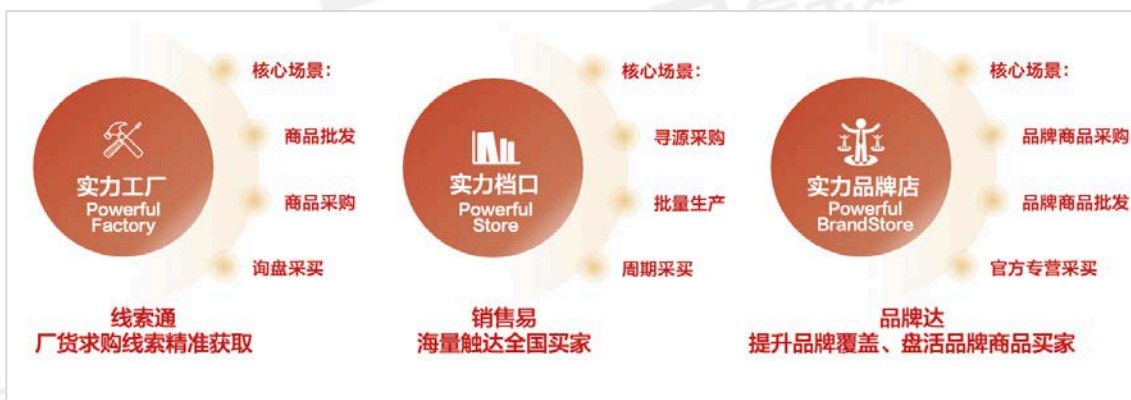 实力工厂
Powerful
Factory
核心场景：
商品批发
商品采购
询盘采买
线索通
厂货求购线索精准获取
实力档口
Powerful
Store
核心场景：
寻源采购
批量生产
周期采买
销售易
海量触达全国买家
实力品牌店
Powerful
BrandStore
核心场景：
品牌商品采购
品牌商品批发
官方专营采买
品牌达
提升品牌覆盖、盘活品牌商品买家